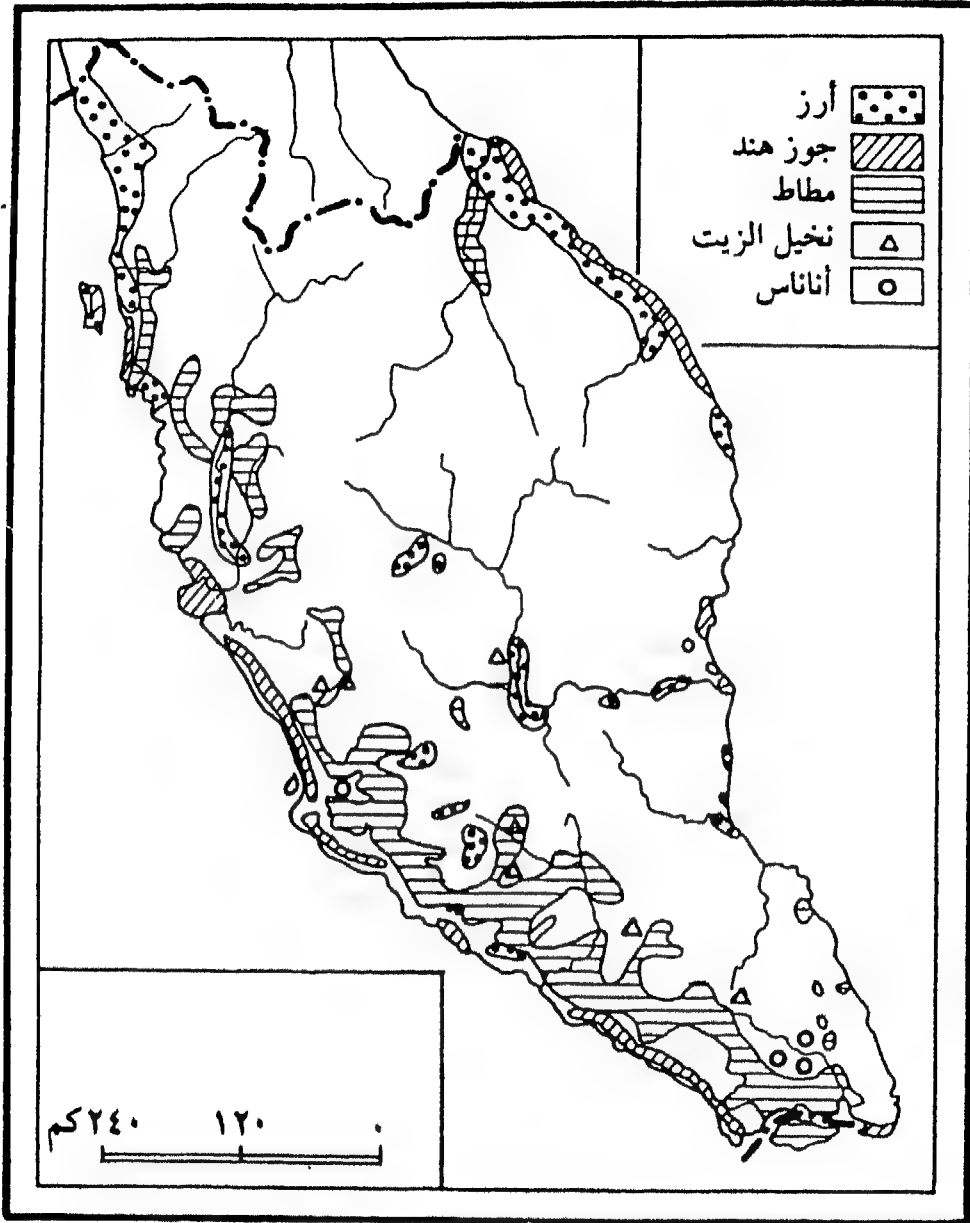 أرز
جوز هند
مطاط
نخيل الزيت
أناناس
٢٤٠كم ١٢٠ ٠